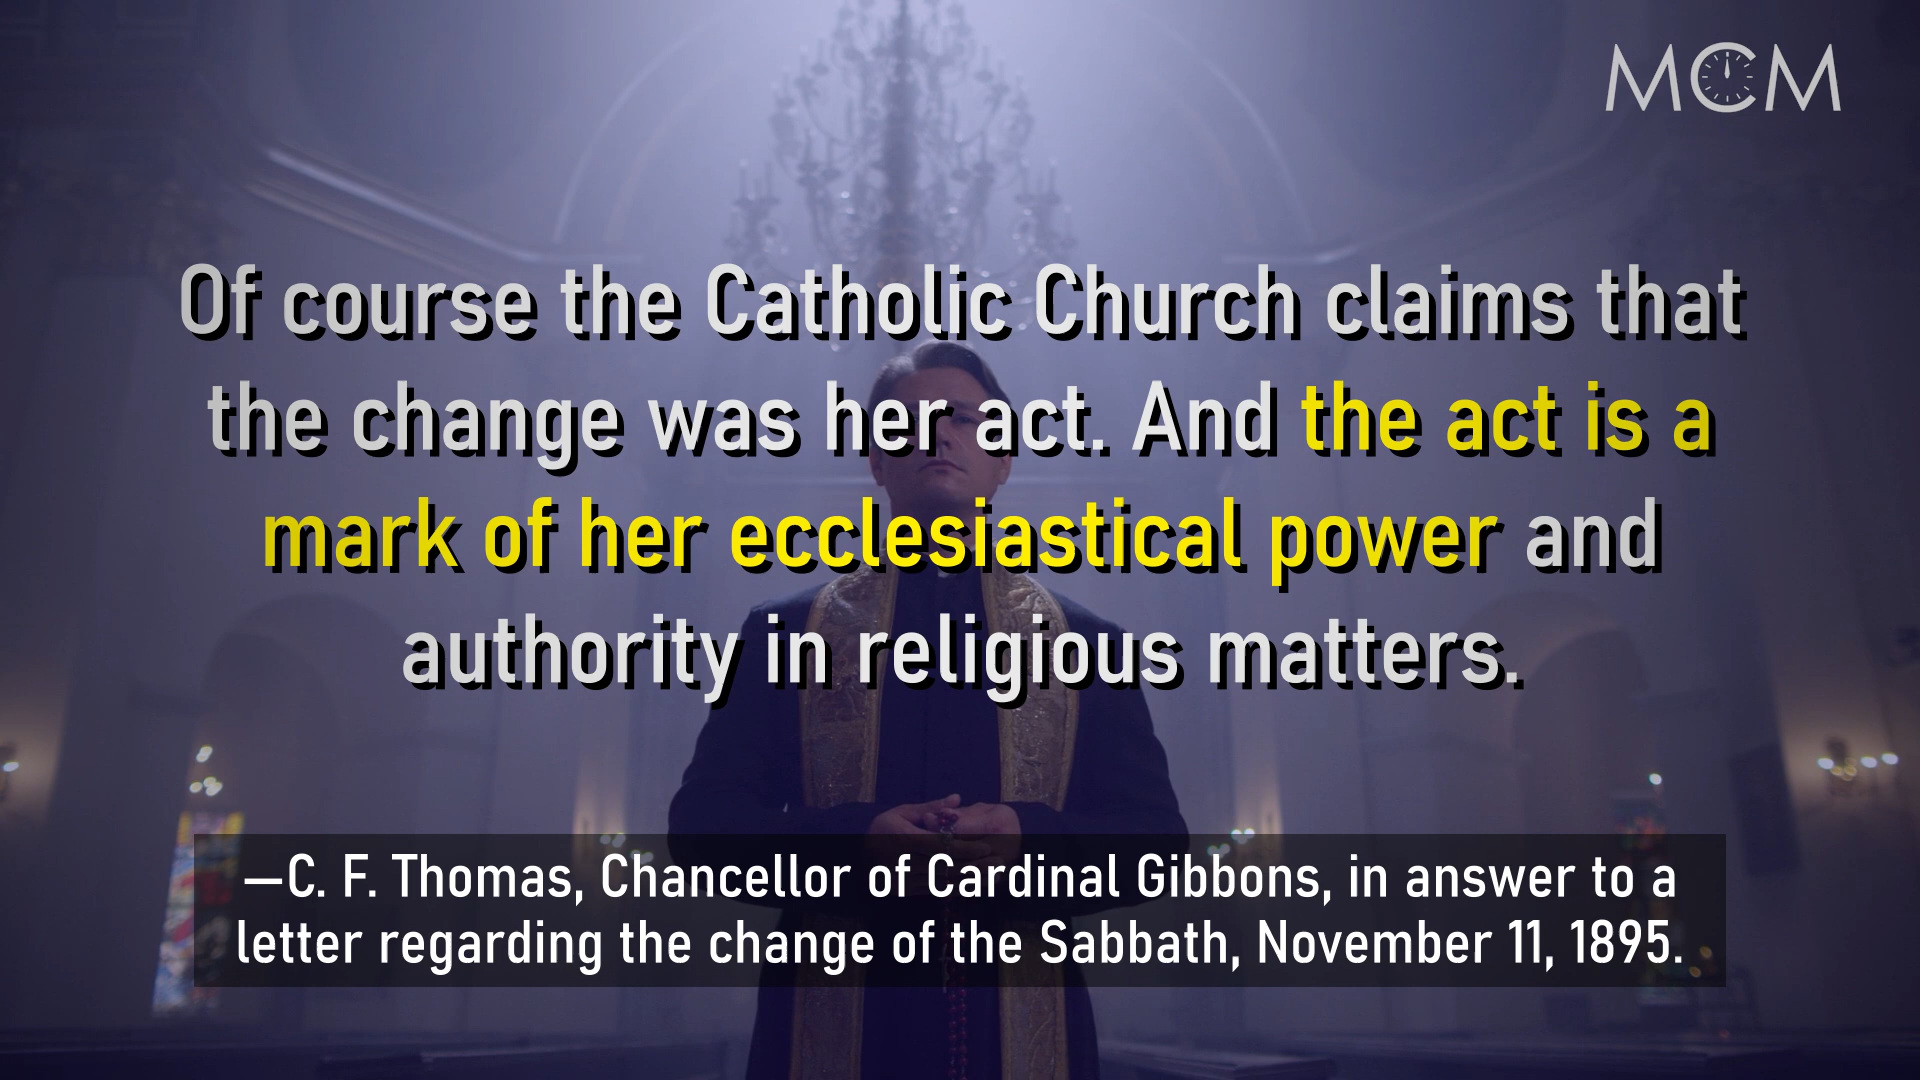 MCM
Of course the Catholic Church claims that
the change was her act. And the act is a
mark of her ecclesiastical power and
authority in religious matters.
—C. F. Thomas, Chancellor of Cardinal Gibbons, in answer to a
letter regarding the change of the Sabbath, November 11, 1895.